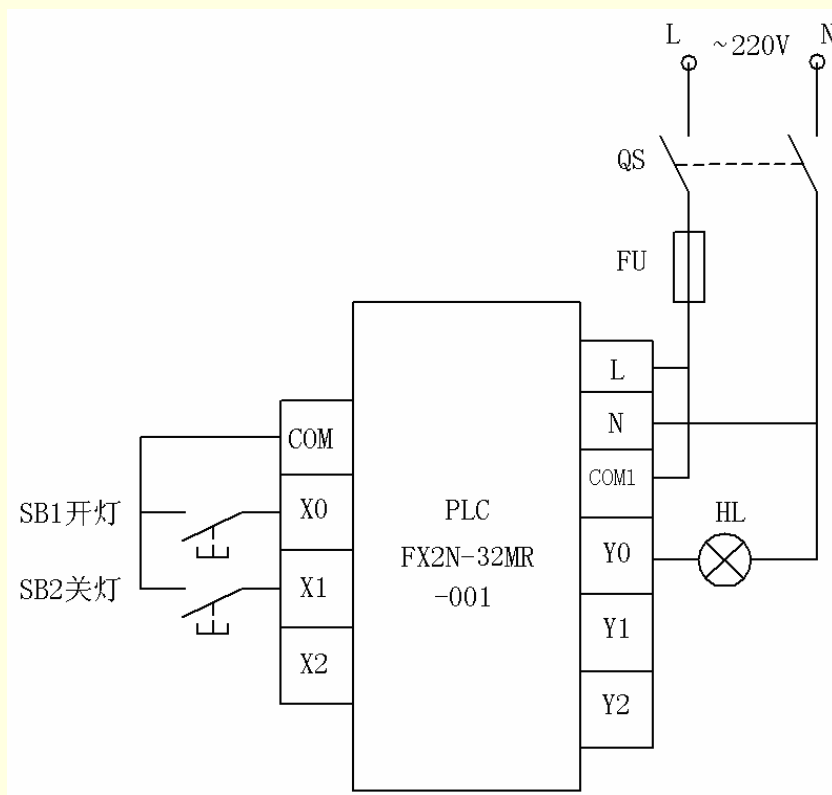 L ~220V N
QS
FU
L
COM
N
COM1
SB1开灯
X0
PLC
HL
FX2N-32MR
Y0
SB2关灯
X1
-001
Y1
X2
Y2